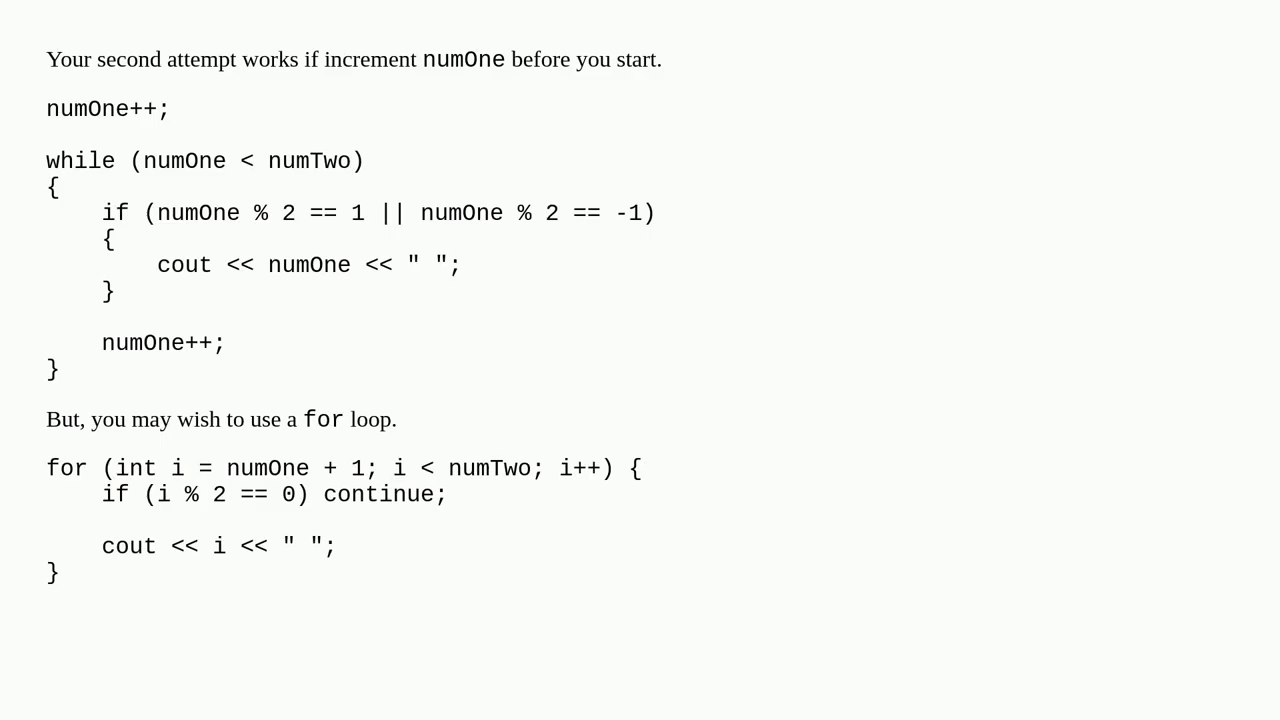 Your second attempt works if increment numOne before you start.
numOne++;
while (numOne < numTwo)
{
    if (numOne % 2 == 1 || numOne % 2 == -1)
    {
        cout << numOne << " ";
    }
    numOne++;
}
But, you may wish to use a for loop.
for (int i = numOne + 1; i < numTwo; i++) {
    if (i % 2 == 0) continue;
    cout << i << " ";
}